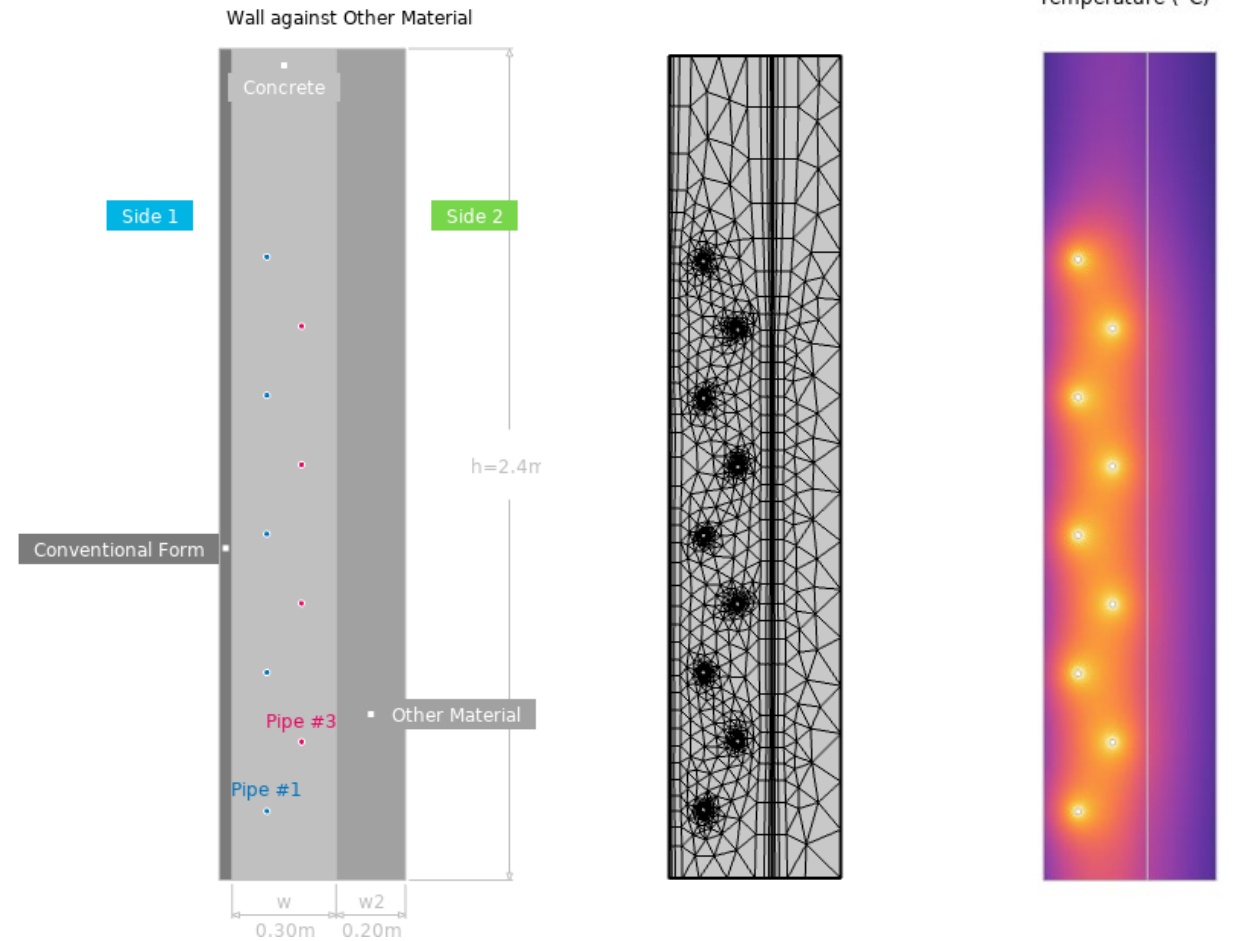 Wall against Other Material
Temperature (°C)
Concrete
Side 1
Side 2
h=2.4m
Conventional Form
Pipe #3
Other Material
Pipe #1
w
w2
0.30m
0.20m